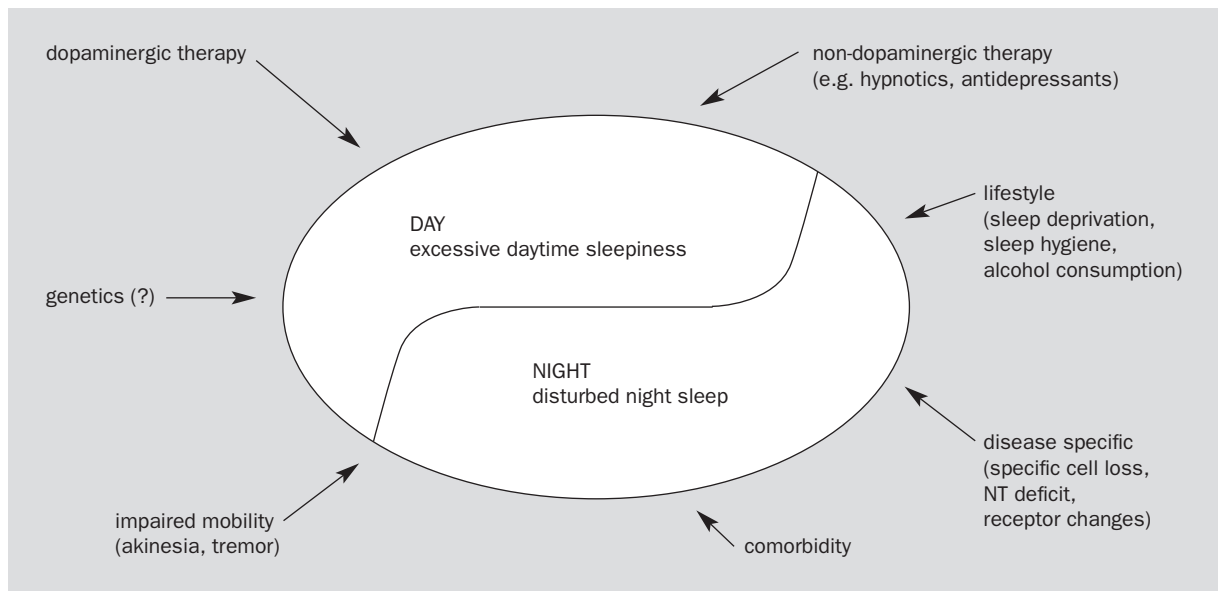 dopaminergic therapy
non-dopaminergic therapy
(e.g. hypnotics, antidepressants)
lifestyle
(sleep deprivation,
sleep hygiene,
alcohol consumption)
DAY
excessive daytime sleepiness
genetics (?)
NIGHT
disturbed night sleep
disease specific
(specific cell loss,
NT deficit,
receptor changes)
impaired mobility
(akinesia, tremor)
comorbidity